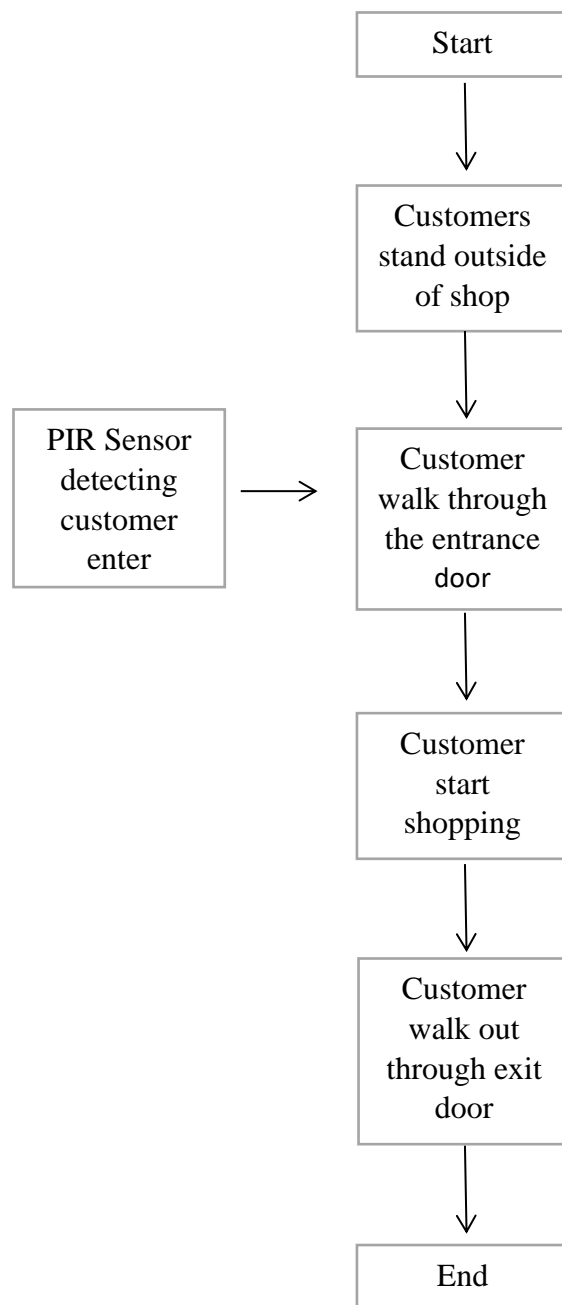 Start
Customers
stand outside
of shop
PIR Sensor
detecting
customer
enter
Customer
walk through
the entrance
door
Customer
start
shopping
Customer
walk out
through exit
door
End